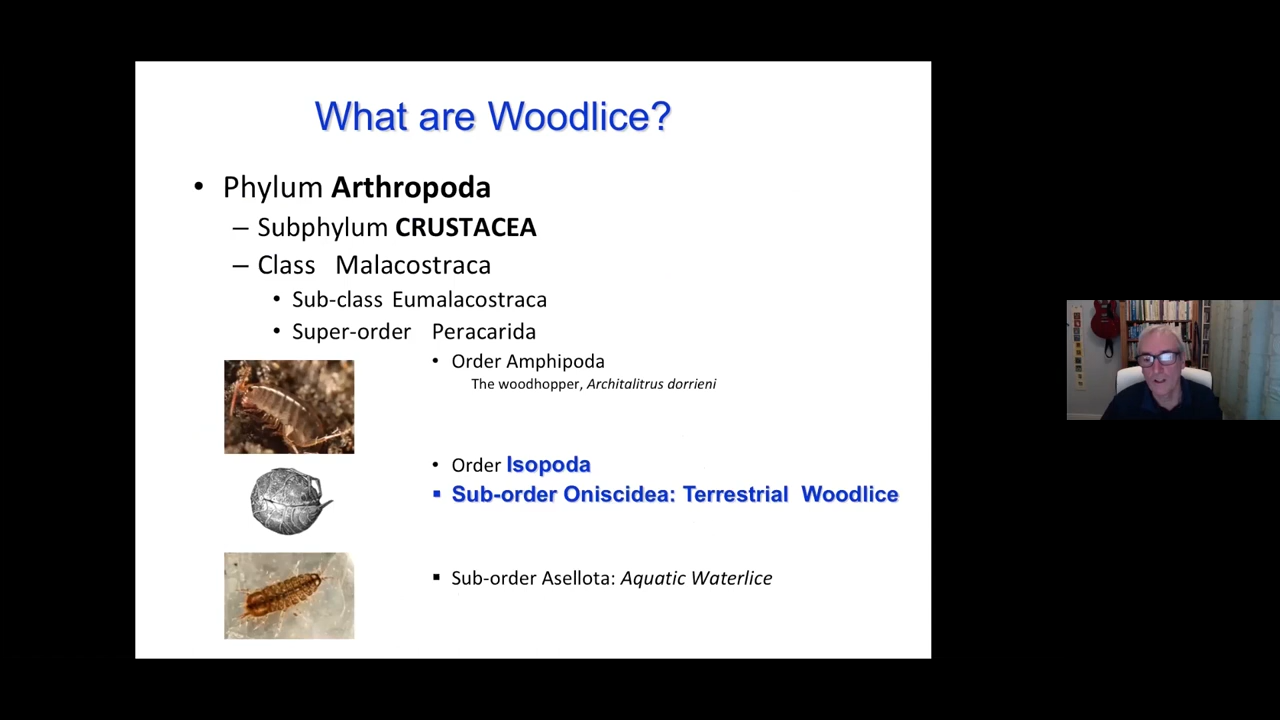 What are Woodlice?
• Phylum Arthropoda
– Subphylum CRUSTACEA
– Class Malacostraca
• Sub-class Eumalacostraca
• Super-order Peracarida
• Order Amphipoda
The woodhopper, Architalitrus dorrieni
• Order Isopoda
▪ Sub-order Oniscidea: Terrestrial Woodlice
▪ Sub-order Asellota: Aquatic Waterlice